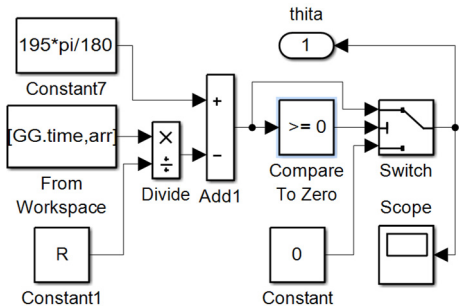 thita
1
195*pi/180
Constant7
[GG.time,arr]
From
Workspace
×
÷
Divide
+
−
Add1
>= 0
Compare
To Zero
Switch
Scope
R
Constant1
0
Constant